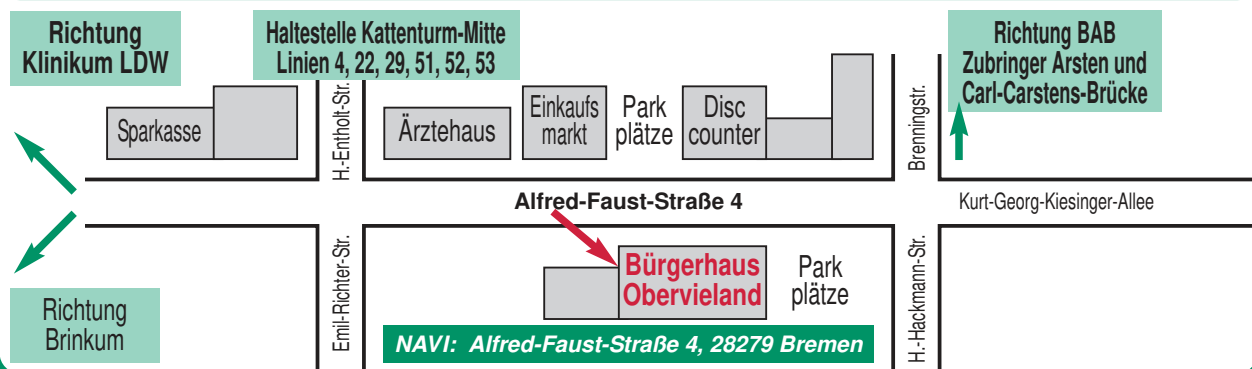 Richtung
Klinikum LDW
Haltestelle Kattenturm-Mitte
Linien 4, 22, 29, 51, 52, 53
Richtung BAB
Zubringer Arsten und
Carl-Carstens-Brücke
Sparkasse
H.-Entholt-Str.
Ärztehaus
Einkaufs
markt
Park
plätze
Disc
counter
Brenningstr.
Alfred-Faust-Straße 4
Kurt-Georg-Kiesinger-Allee
Richtung
Brinkum
Emil-Richter-Str.
Bürgerhaus
Obervieland
Park
plätze
H.-Hackmann-Str.
NAVI: Alfred-Faust-Straße 4, 28279 Bremen